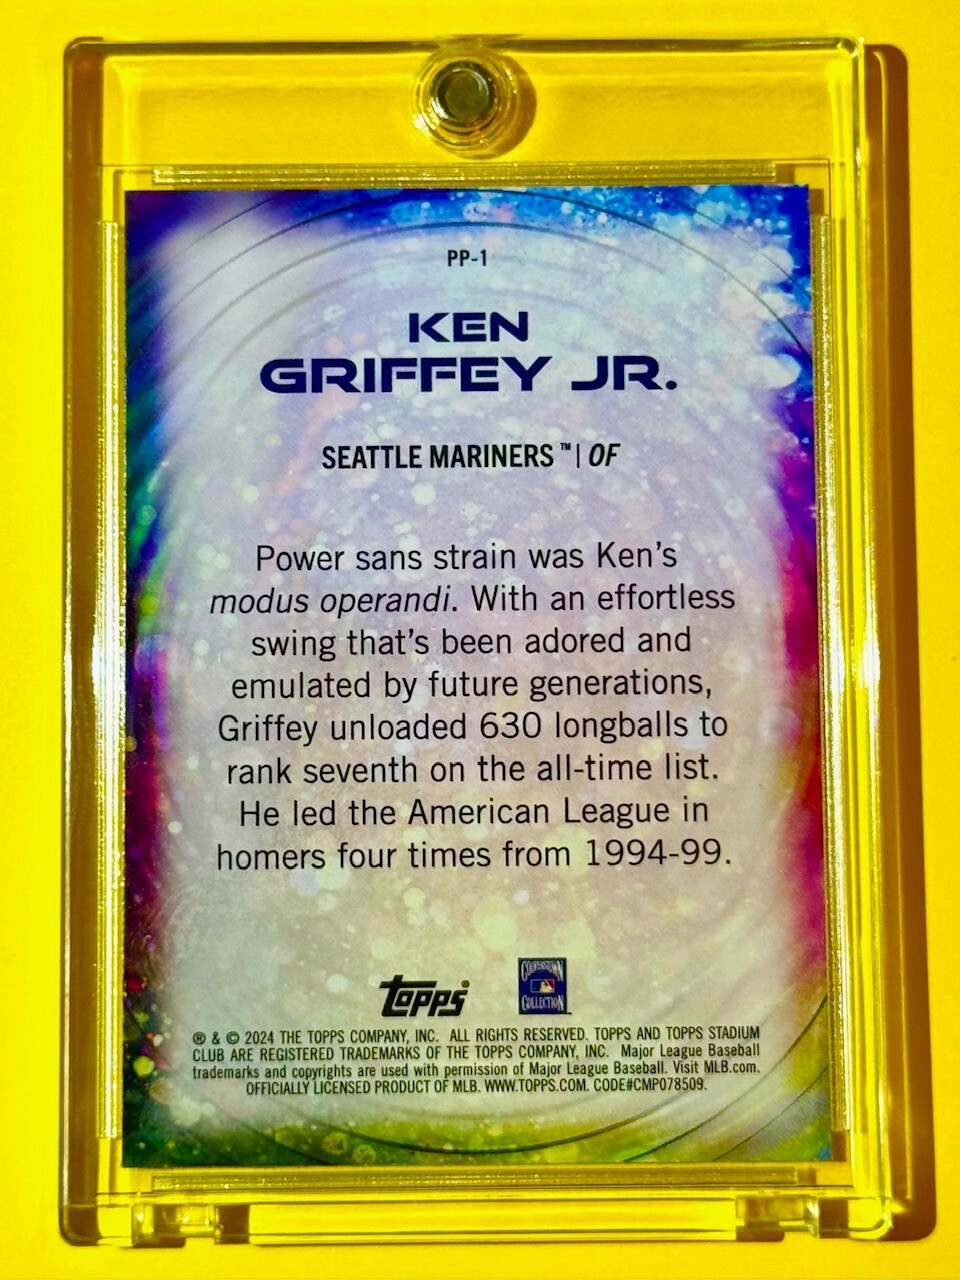 PP-1
KEN
GRIFFEY JR.
SEATTLE MARINERS™ | OF
Power sans strain was Ken's
modus operandi. With an effortless
swing that's been adored and
emulated by future generations,
Griffey unloaded 630 longballs to
rank seventh on the all-time list.
He led the American League in
homers four times from 1994-99.
topps®
COOPERSTOWN
COLLECTION™
® & © 2024 THE TOPPS COMPANY, INC. ALL RIGHTS RESERVED. TOPPS AND TOPPS STADIUM
CLUB ARE REGISTERED TRADEMARKS OF THE TOPPS COMPANY, INC. Major League Baseball
trademarks and copyrights are used with permission of Major League Baseball. Visit MLB.com.
OFFICIALLY LICENSED PRODUCT OF MLB. WWW.TOPPS.COM. CODE#CMP078509.